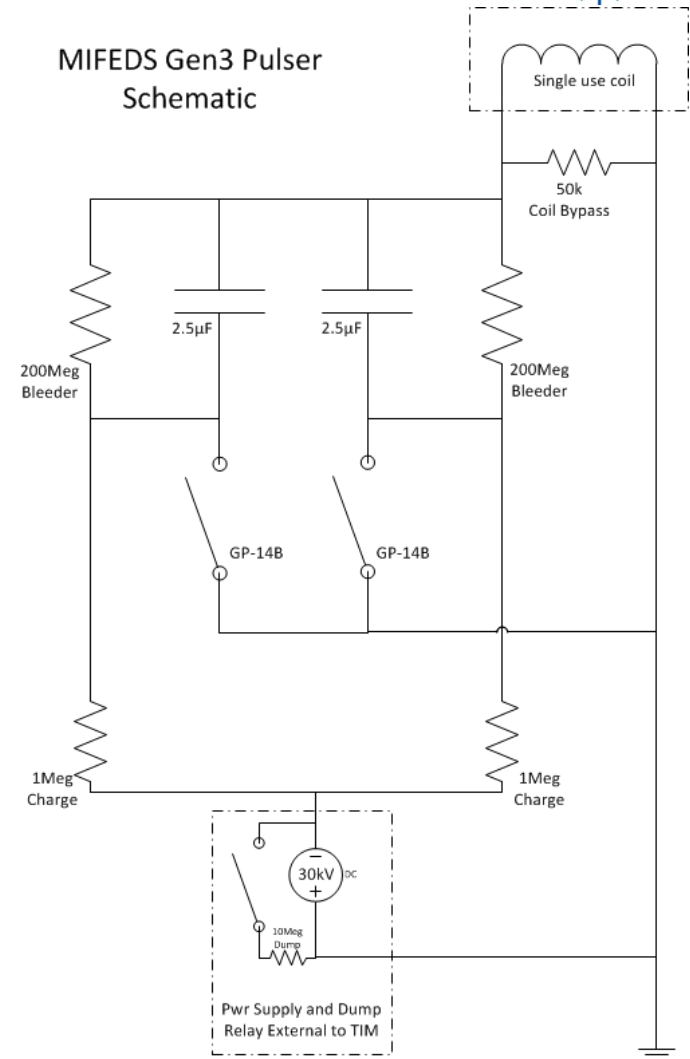 MIFEDS Gen3 Pulser
Schematic
Single use coil
50k
Coil Bypass
2.5µF
2.5µF
200Meg
Bleeder
200Meg
Bleeder
GP-14B
GP-14B
1Meg
Charge
1Meg
Charge
−
30kV
DC
+
10Meg
Dump
Pwr Supply and Dump
Relay External to TIM